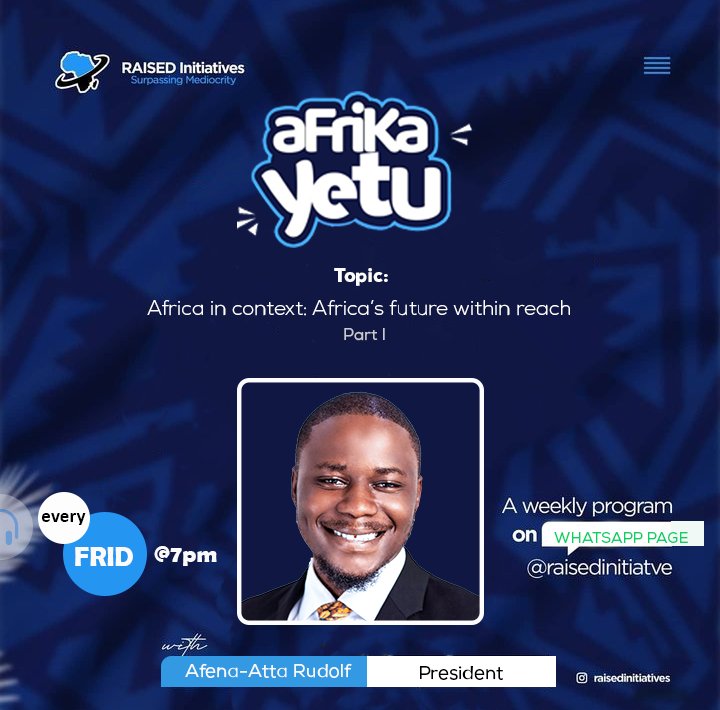 RAISED Initiatives
Surpassing Mediocrity
aFriKa
yetu
Topic:
Africa in context: Africa's future within reach
Part I
every
FRID @7pm
A weekly program
on WHATSAPP PAGE
@raisedinitiatve
with
Afena-Atta Rudolf President
raisedinitiatives